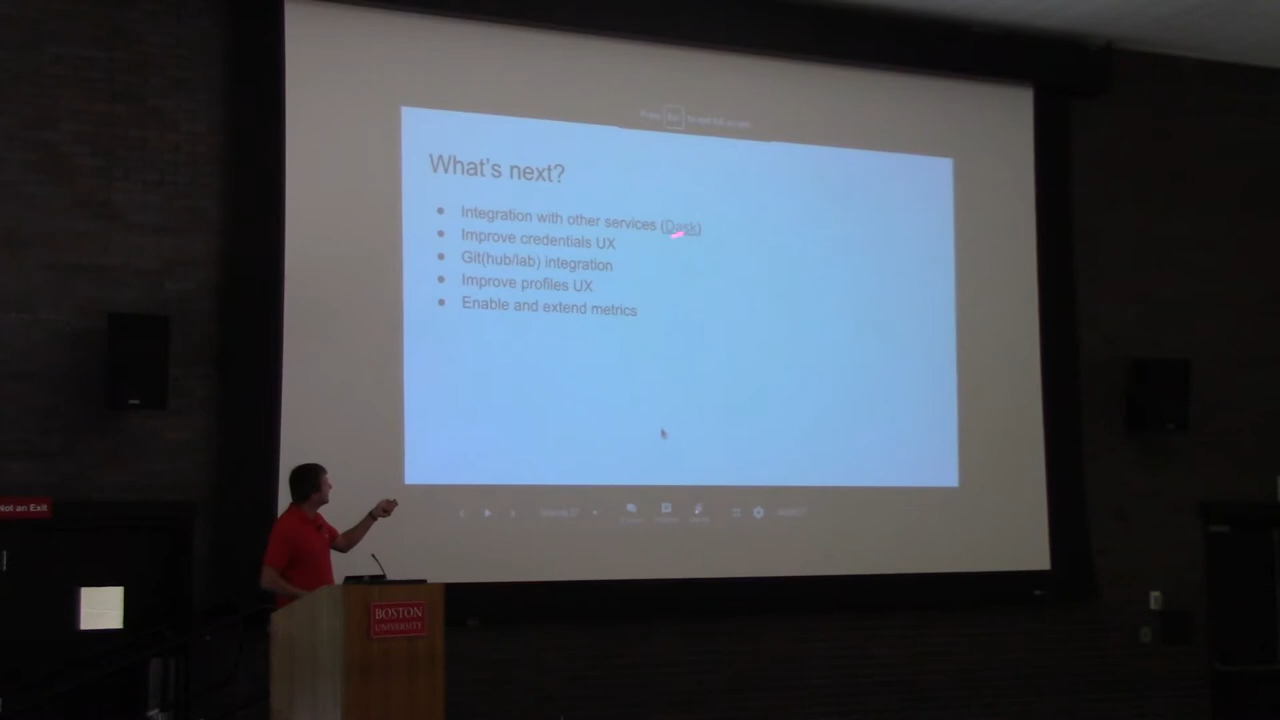 What's next?
● Integration with other services (Dask)
● Improve credentials UX
● Git(hub/lab) integration
● Improve profiles UX
● Enable and extend metrics
Not an Exit
BOSTON
UNIVERSITY